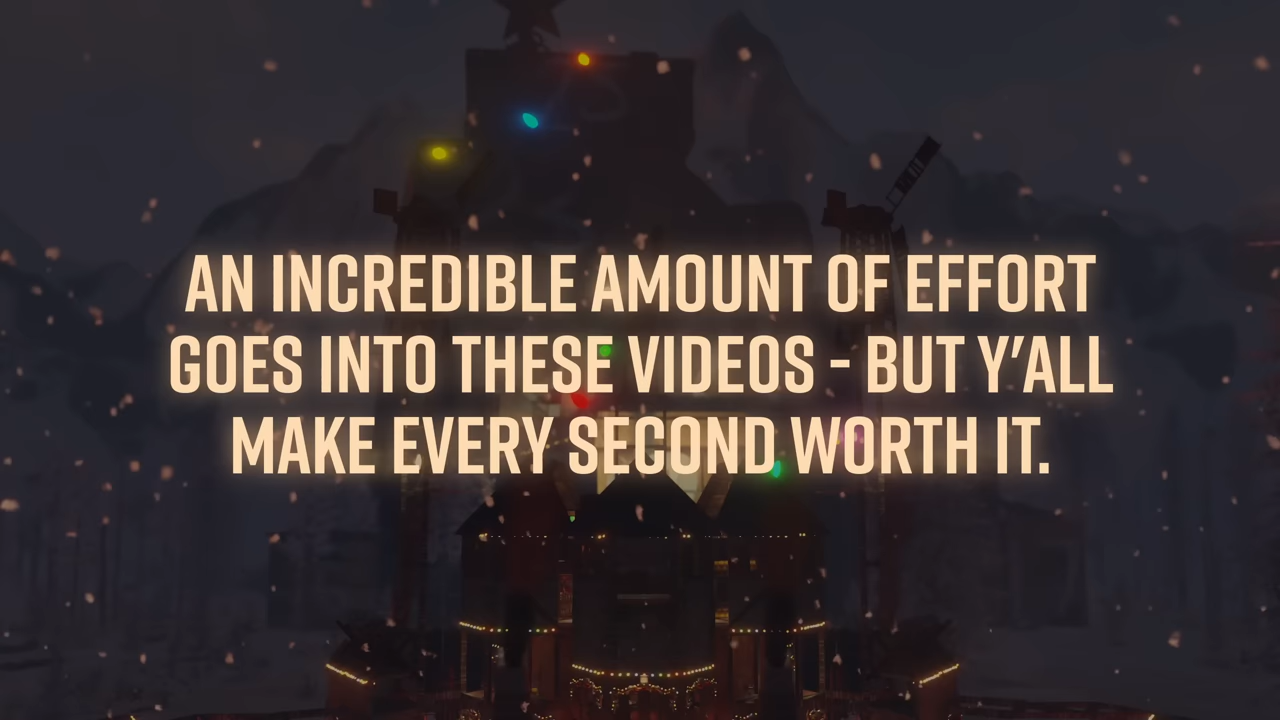 AN INCREDIBLE AMOUNT OF EFFORT
GOES INTO THESE VIDEOS - BUT Y'ALL
MAKE EVERY SECOND WORTH IT.